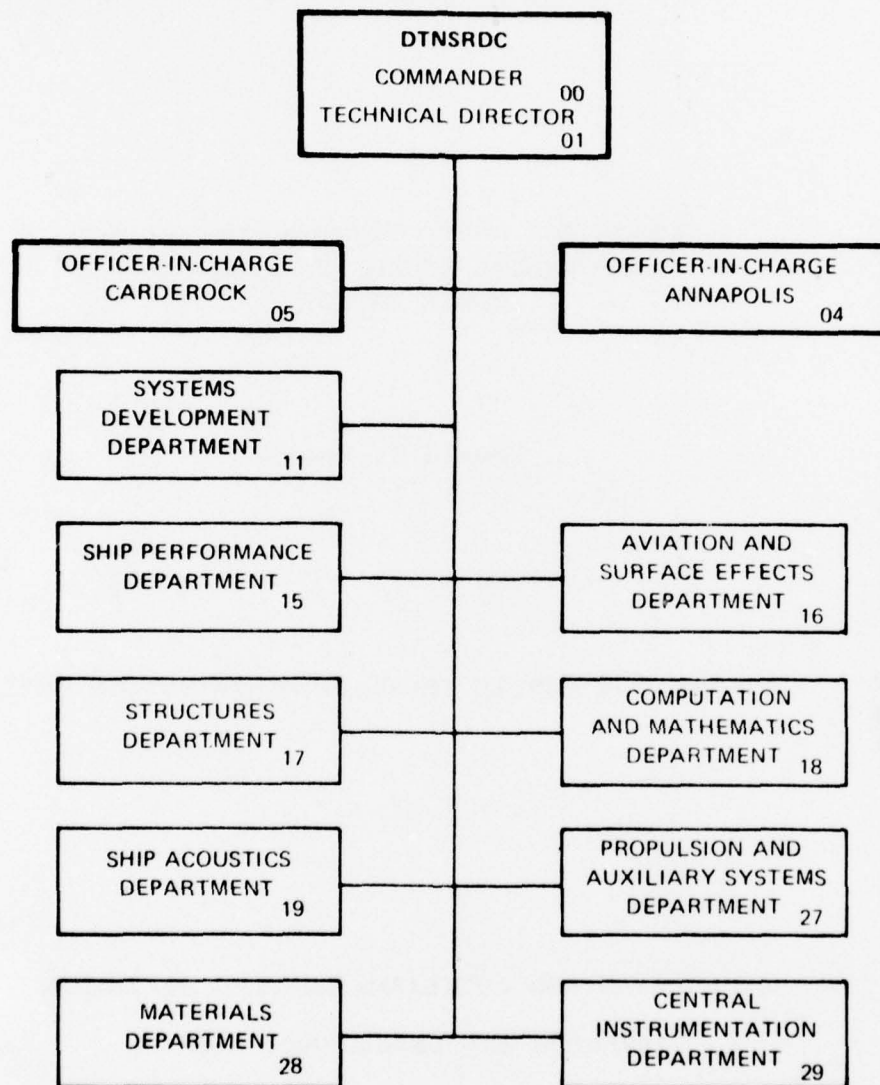 DTNSRDC
COMMANDER
00
TECHNICAL DIRECTOR
01
OFFICER-IN-CHARGE
CARDEROCK
05
OFFICER-IN-CHARGE
ANNAPOLIS
04
SYSTEMS
DEVELOPMENT
DEPARTMENT
11
SHIP PERFORMANCE
DEPARTMENT
15
AVIATION AND
SURFACE EFFECTS
DEPARTMENT
16
STRUCTURES
DEPARTMENT
17
COMPUTATION
AND MATHEMATICS
DEPARTMENT
18
SHIP ACOUSTICS
DEPARTMENT
19
PROPULSION AND
AUXILIARY SYSTEMS
DEPARTMENT
27
MATERIALS
DEPARTMENT
28
CENTRAL
INSTRUMENTATION
DEPARTMENT
29